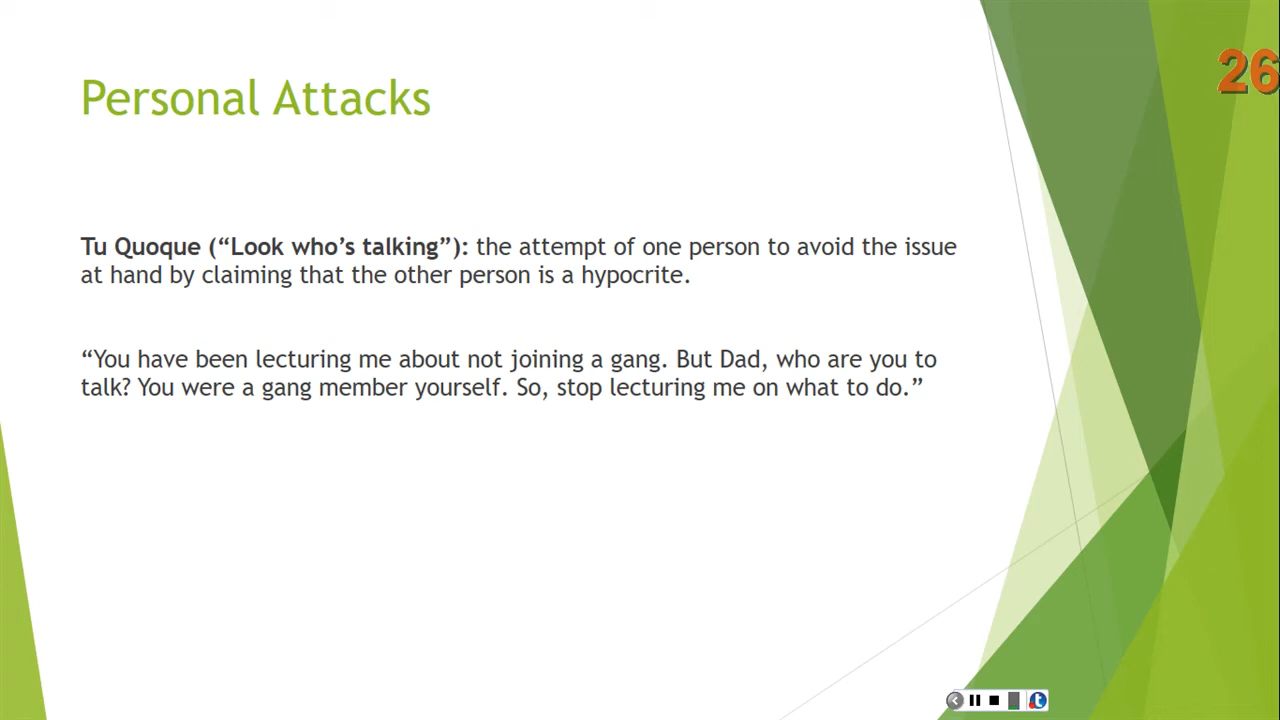 Personal Attacks
26
Tu Quoque (“Look who’s talking”): the attempt of one person to avoid the issue
at hand by claiming that the other person is a hypocrite.
“You have been lecturing me about not joining a gang. But Dad, who are you to
talk? You were a gang member yourself. So, stop lecturing me on what to do.”
t